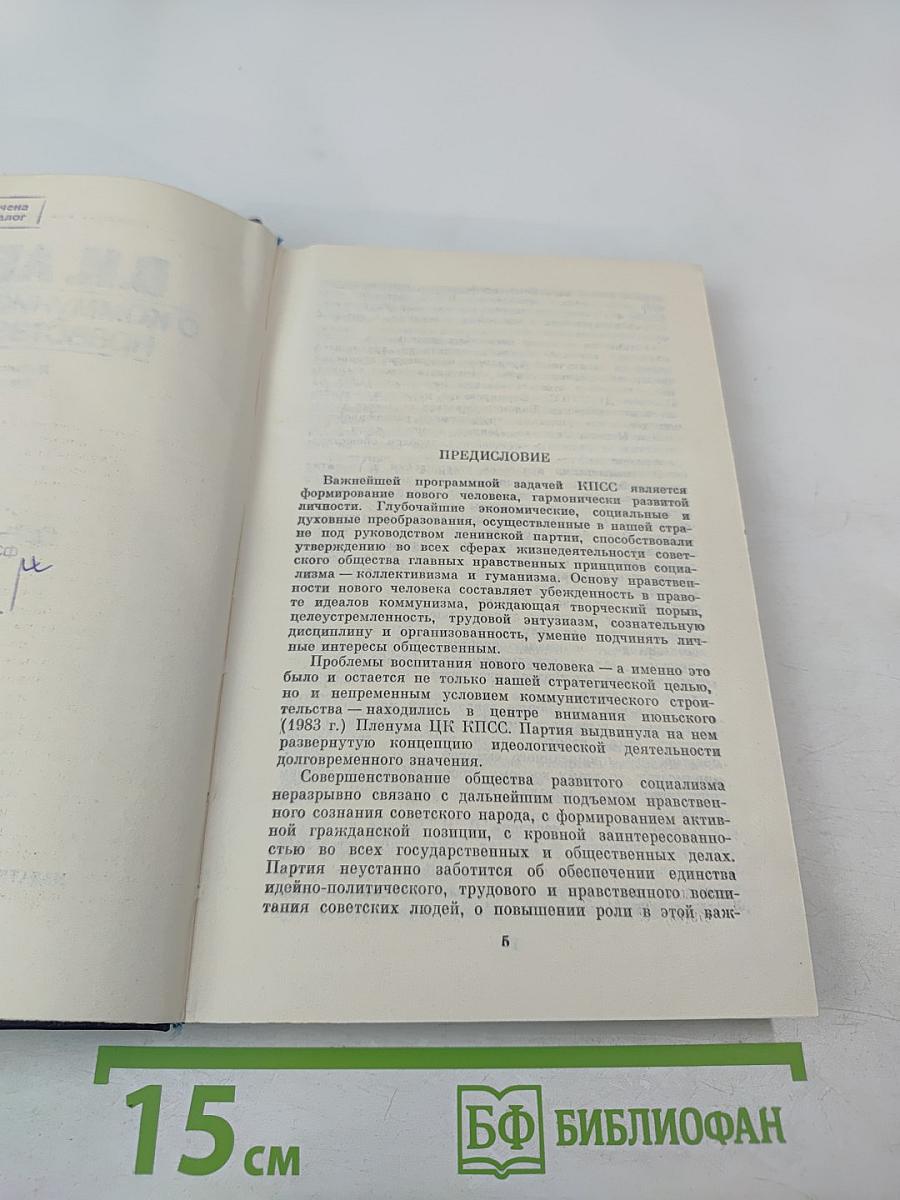 чена
алог
ПРЕДИСЛОВИЕ
Важнейшей программной задачей КПСС является
формирование нового человека, гармонически развитой
личности. Глубочайшие экономические, социальные и
духовные преобразования, осуществленные в нашей стра-
не под руководством ленинской партии, способствовали
утверждению во всех сферах жизнедеятельности совет-
ского общества главных нравственных принципов социа-
лизма — коллективизма и гуманизма. Основу нравствен-
ности нового человека составляет убежденность в право-
те идеалов коммунизма, рождающая творческий порыв,
целеустремленность, трудовой энтузиазм, сознательную
дисциплину и организованность, умение подчинять лич-
ные интересы общественным.
Проблемы воспитания нового человека — а именно это
было и остается не только нашей стратегической целью,
но и непременным условием коммунистического строи-
тельства — находились в центре внимания июньского
(1983 г.) Пленума ЦК КПСС. Партия выдвинула на нем
развернутую концепцию идеологической деятельности
долговременного значения.
Совершенствование общества развитого социализма
неразрывно связано с дальнейшим подъемом нравствен-
ного сознания советского народа, с формированием актив-
ной гражданской позиции, с кровной заинтересованно-
стью во всех государственных и общественных делах.
Партия неустанно заботится об обеспечении единства
идейно-политического, трудового и нравственного воспи-
тания советских людей, о повышении роли в этой важ-
5
15 см
БФ БИБЛИОФАН